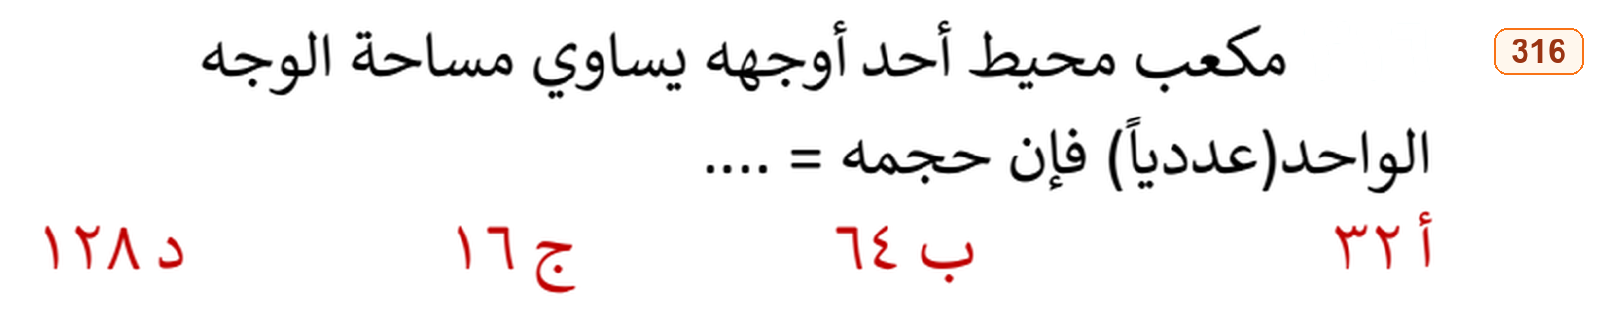 316
مكعب محيط أحد أوجهه يساوي مساحة الوجه
الواحد(عددياً) فإن حجمه = ....
أ ٣٢ ب ٦٤ ج ١٦ د ١٢٨